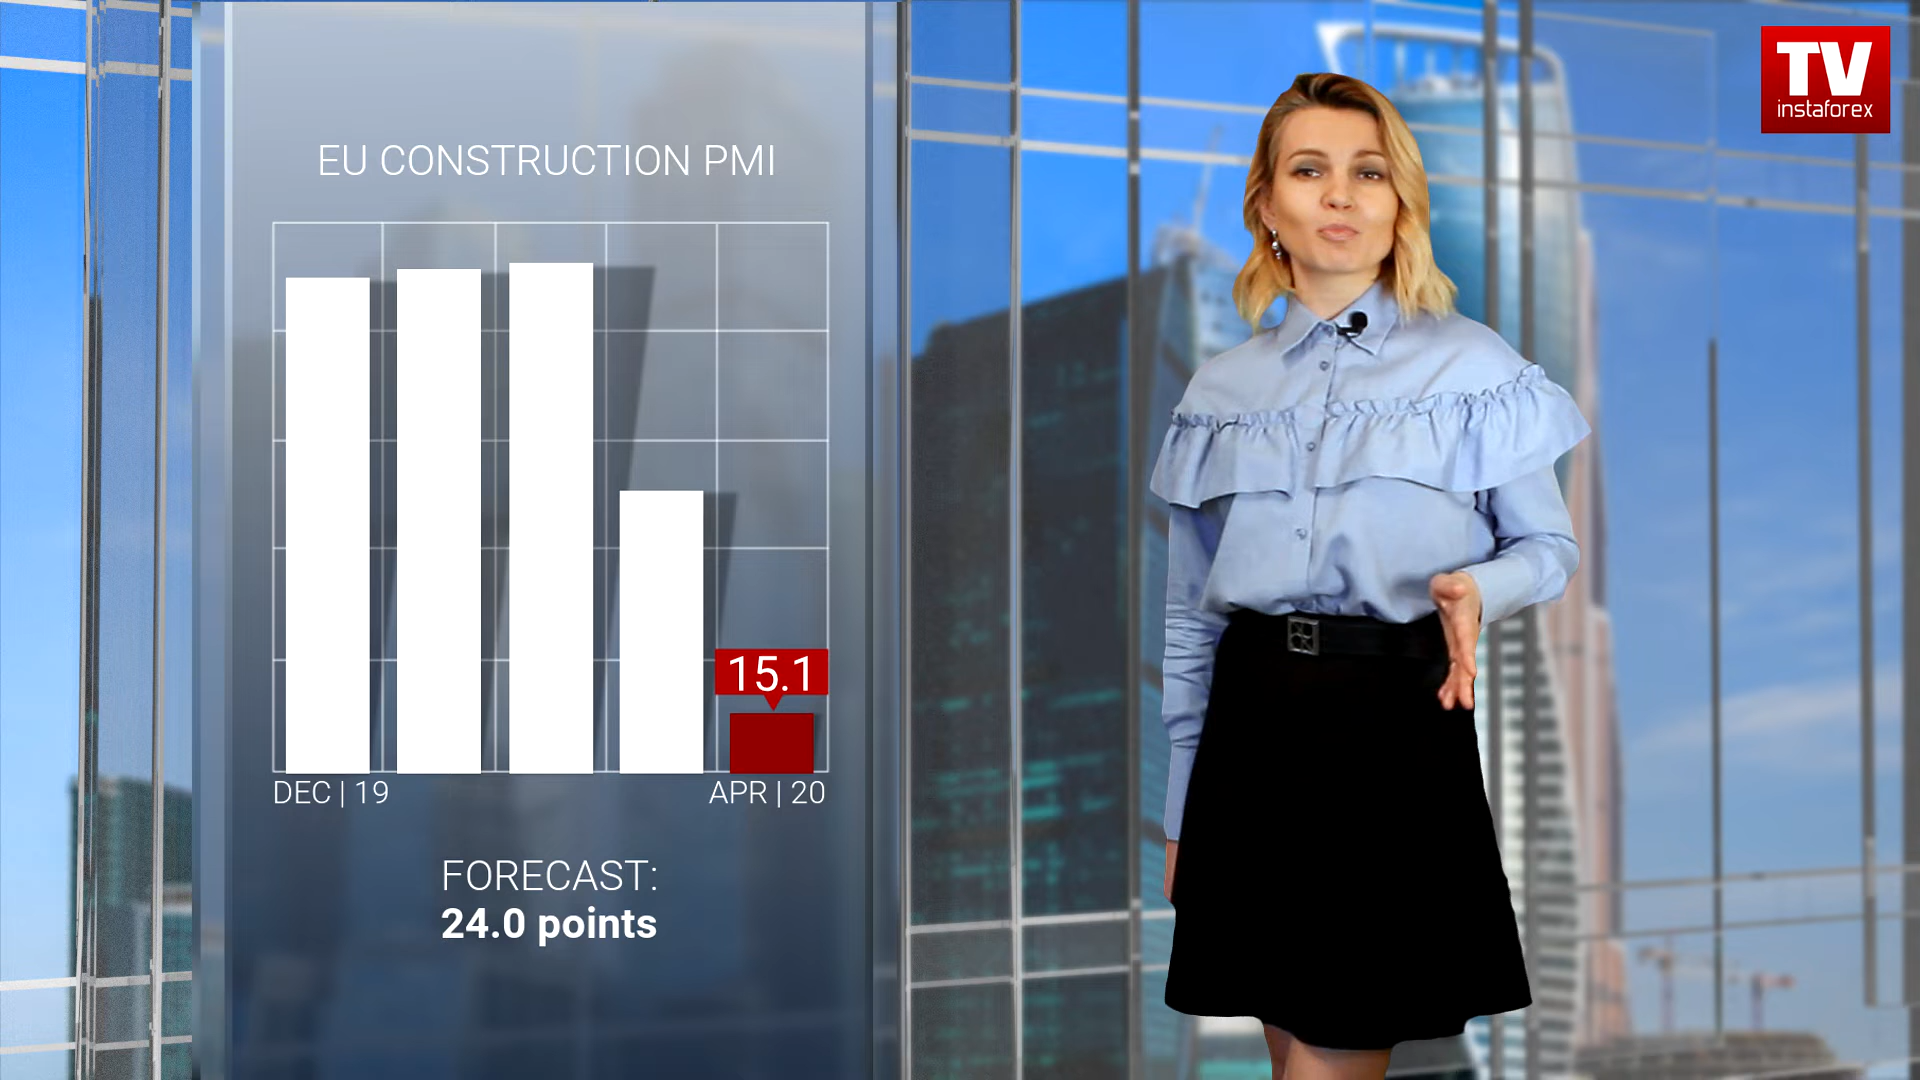 TV
instaforex
EU CONSTRUCTION PMI
15.1
DEC | 19
APR | 20
FORECAST:
24.0 points